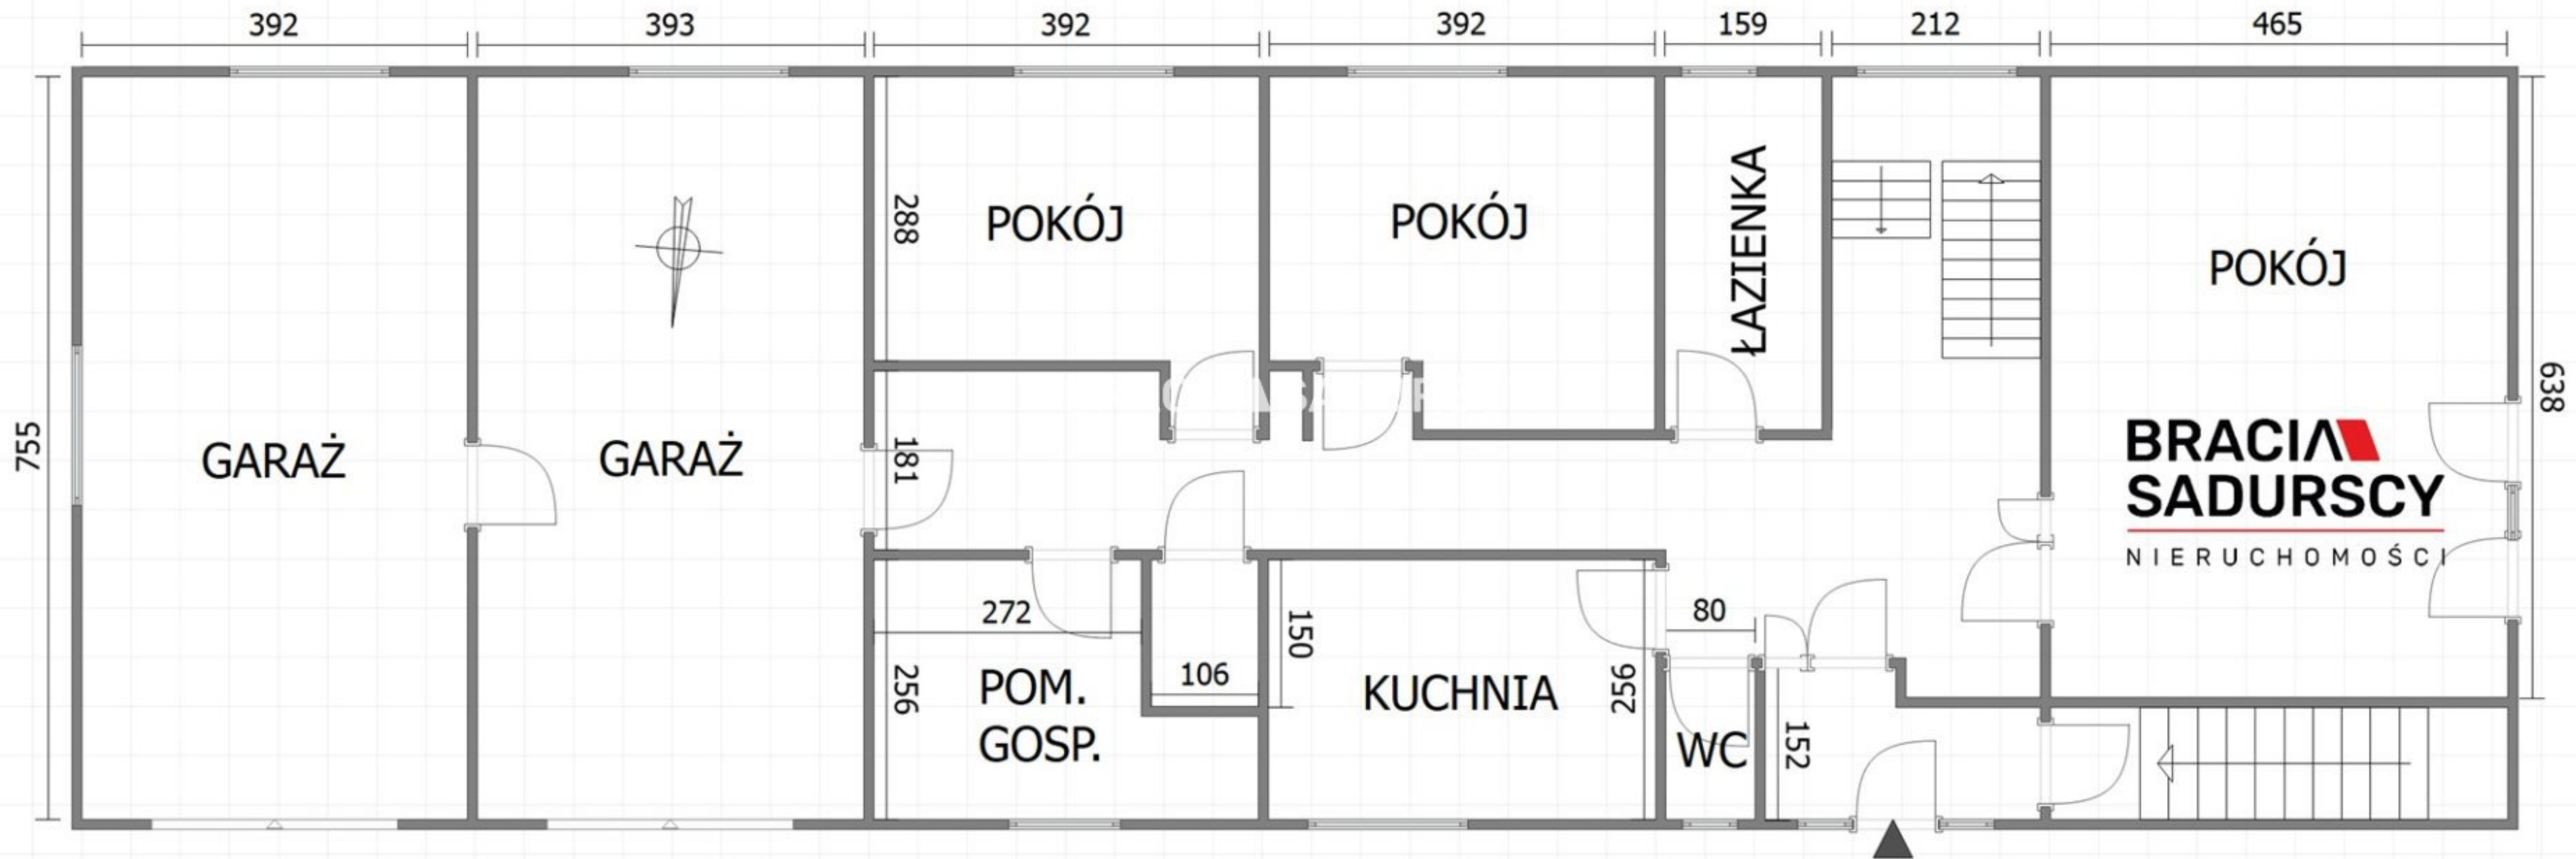 392
393
392
392
159
212
465
755
GARAŻ
GARAŻ
288
POKÓJ
POKÓJ
ŁAZIENKA
POKÓJ
638
181
BRACIA
SADURSCY
NIERUCHOMOŚCI
272
256
POM.
GOSP.
106
150
KUCHNIA
256
80
WC
152